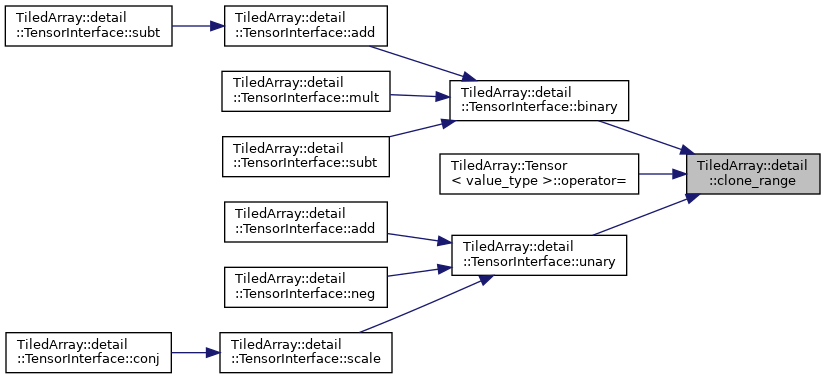 TiledArray::detail
::TensorInterface::subt
TiledArray::detail
::TensorInterface::add
TiledArray::detail
::TensorInterface::mult
TiledArray::detail
::TensorInterface::binary
TiledArray::detail
::TensorInterface::subt
TiledArray::Tensor
< value_type >::operator=
TiledArray::detail
::clone_range
TiledArray::detail
::TensorInterface::add
TiledArray::detail
::TensorInterface::unary
TiledArray::detail
::TensorInterface::neg
TiledArray::detail
::TensorInterface::conj
TiledArray::detail
::TensorInterface::scale